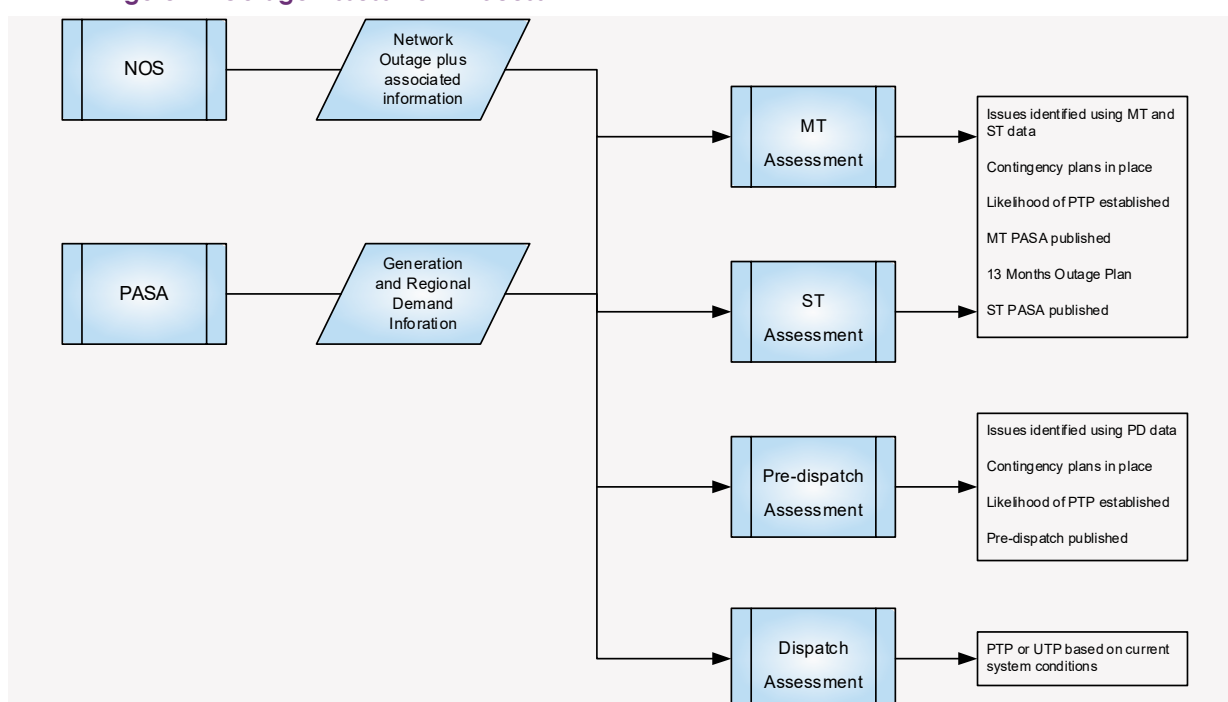 NOS
Network
Outage plus
associated
information
MT
Assessment
Issues identified using MT and
ST data
Contingency plans in place
Likelihood of PTP established
MT PASA published
13 Months Outage Plan
ST PASA published
PASA
Generation
and Regional
Demand
Inforation
ST
Assessment
Pre-dispatch
Assessment
Issues identified using PD data
Contingency plans in place
Likelihood of PTP established
Pre-dispatch published
Dispatch
Assessment
PTP or UTP based on current
system conditions